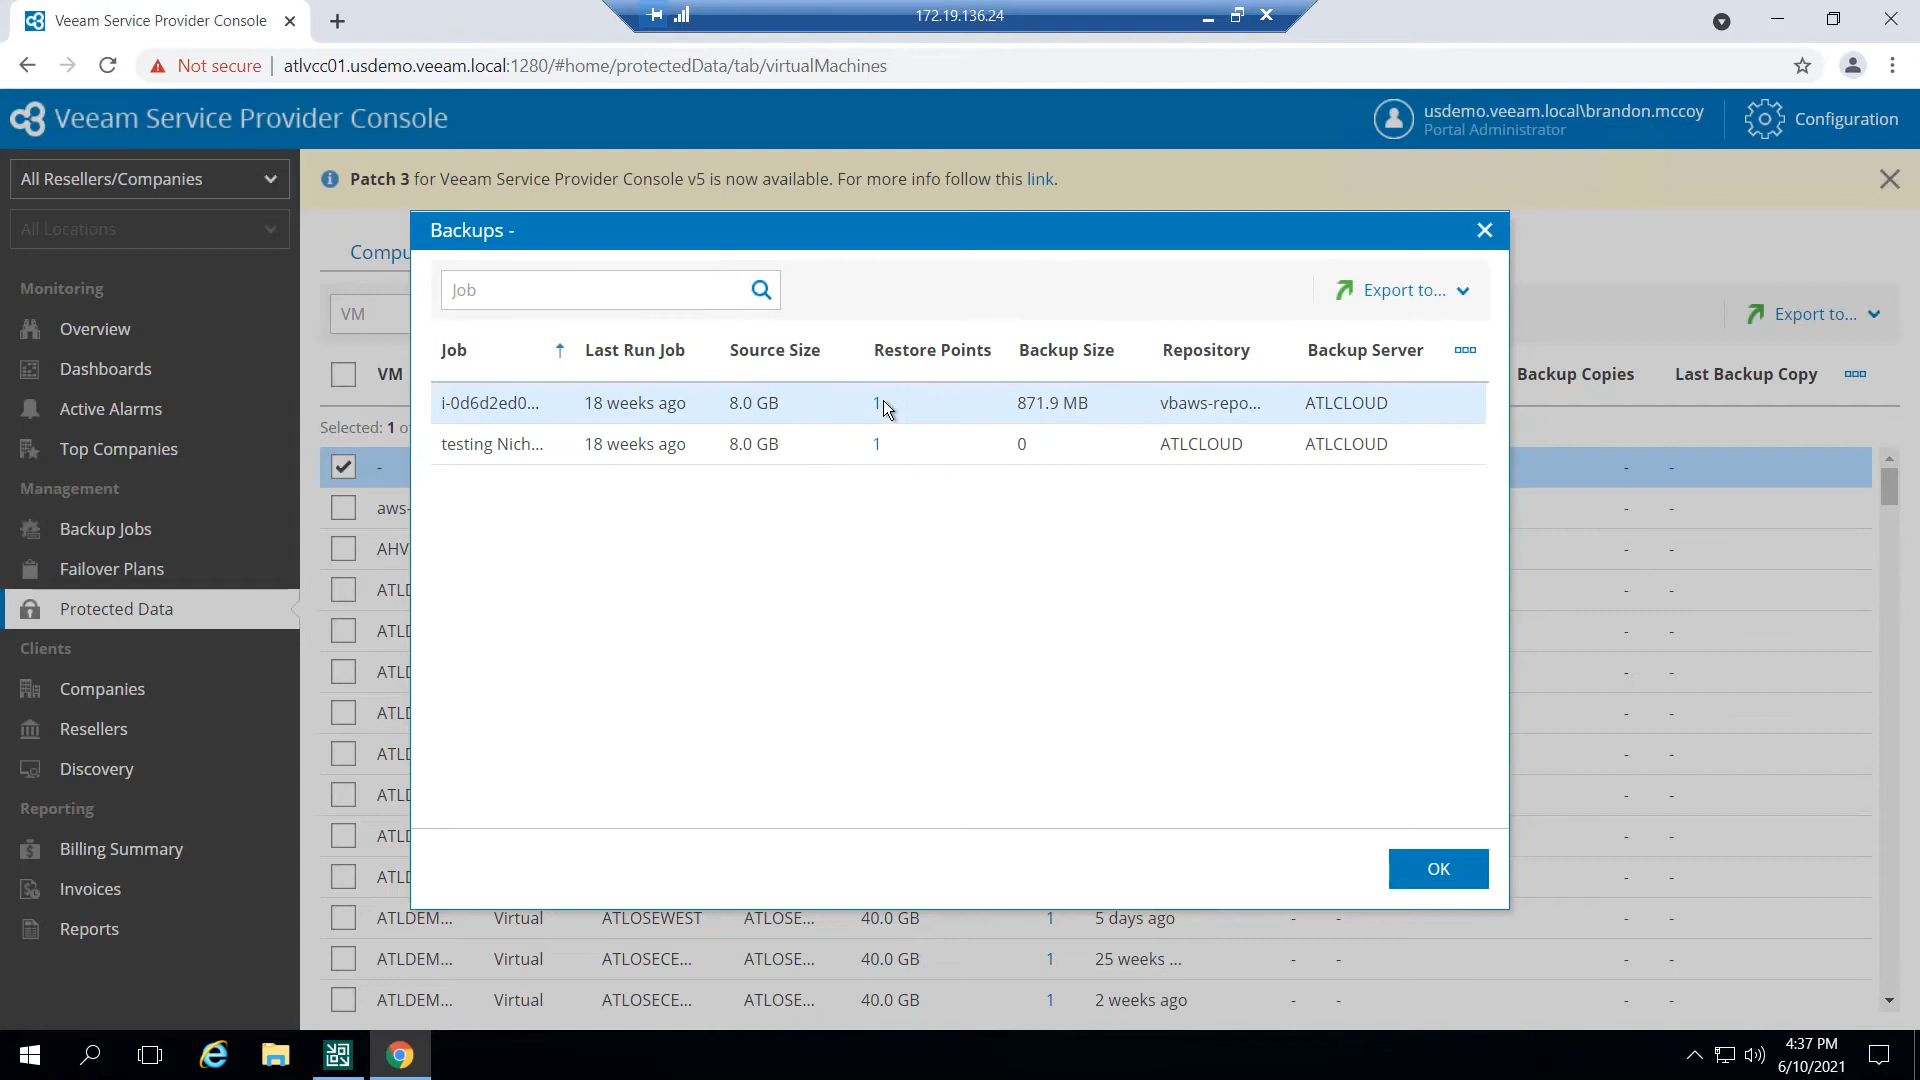 Veeam Service Provider Console
172.19.136.24
Not secure
atlvcc01.usdemo.veeam.local:1280/#home/protectedData/tab/virtualMachines
Veeam Service Provider Console
usdemo.veeam.local\brandon.mccoy
Portal Administrator
Configuration
All Resellers/Companies
All Locations
Patch 3 for Veeam Service Provider Console v5 is now available. For more info follow this link.
Monitoring
Overview
Dashboards
Active Alarms
Top Companies
Management
Backup Jobs
Failover Plans
Protected Data
Clients
Companies
Resellers
Discovery
Reporting
Billing Summary
Invoices
Reports
Compu
VM
Export to...
VM
Backup Copies
Last Backup Copy
Selected: 1 o
-
- -
aws-
- -
AHV
- -
ATLD
- -
ATLD
- -
ATLD
- -
ATLD
- -
ATLD
- -
ATLD
- -
ATLD
- -
ATLD
- -
ATLDEM... Virtual ATLOSEWEST ATLOSE... 40.0 GB 1 5 days ago - - - -
ATLDEM... Virtual ATLOSECE... ATLOSE... 40.0 GB 1 25 weeks ... - - - -
ATLDEM... Virtual ATLOSECE... ATLOSE... 40.0 GB 1 2 weeks ago - - - -
Backups -
Job
Export to...
Job Last Run Job Source Size Restore Points Backup Size Repository Backup Server
i-0d6d2ed0... 18 weeks ago 8.0 GB 1 871.9 MB vbaws-repo... ATLCLOUD
testing Nich... 18 weeks ago 8.0 GB 1 0 ATLCLOUD ATLCLOUD
OK
4:37 PM
6/10/2021